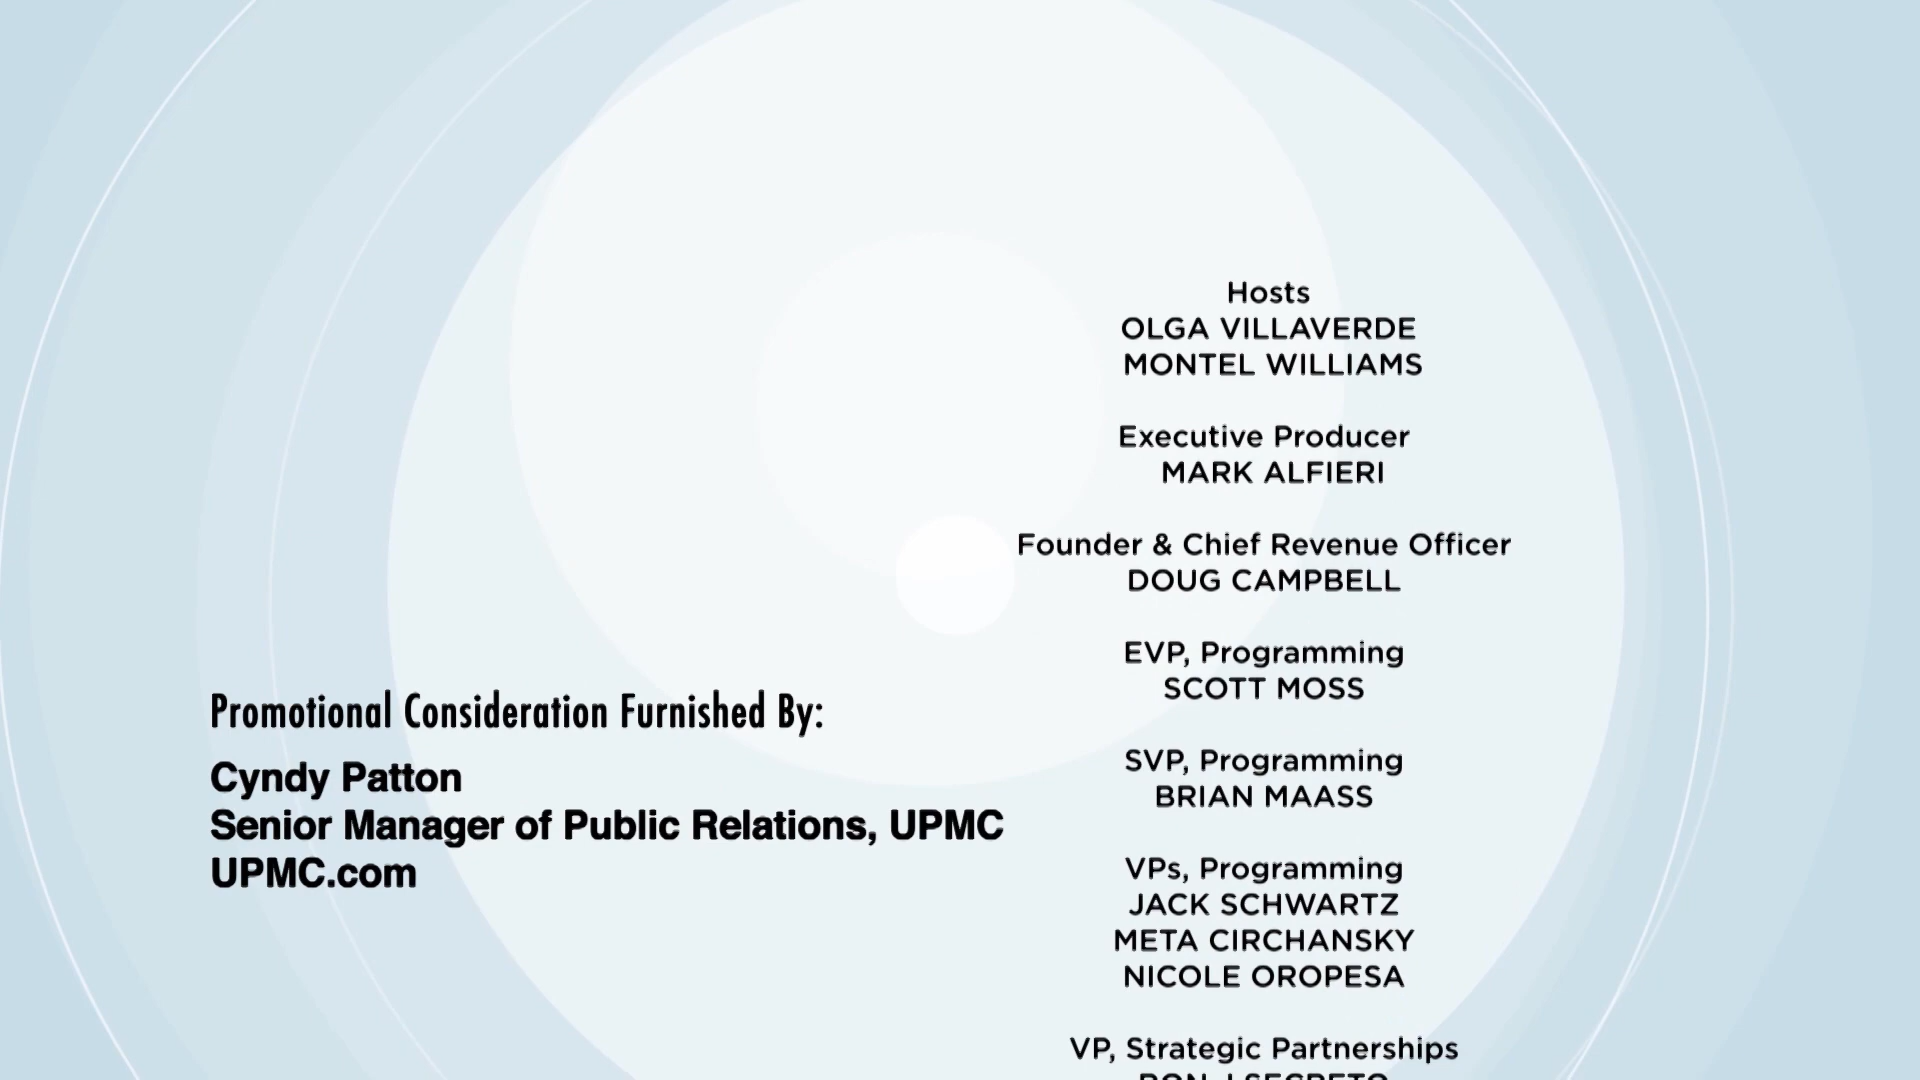 Hosts
OLGA VILLAVERDE
MONTEL WILLIAMS
Executive Producer
MARK ALFIERI
Founder & Chief Revenue Officer
DOUG CAMPBELL
EVP, Programming
SCOTT MOSS
SVP, Programming
BRIAN MAASS
VPs, Programming
JACK SCHWARTZ
META CIRCHANSKY
NICOLE OROPESA
VP, Strategic Partnerships
Promotional Consideration Furnished By:
Cyndy Patton
Senior Manager of Public Relations, UPMC
UPMC.com